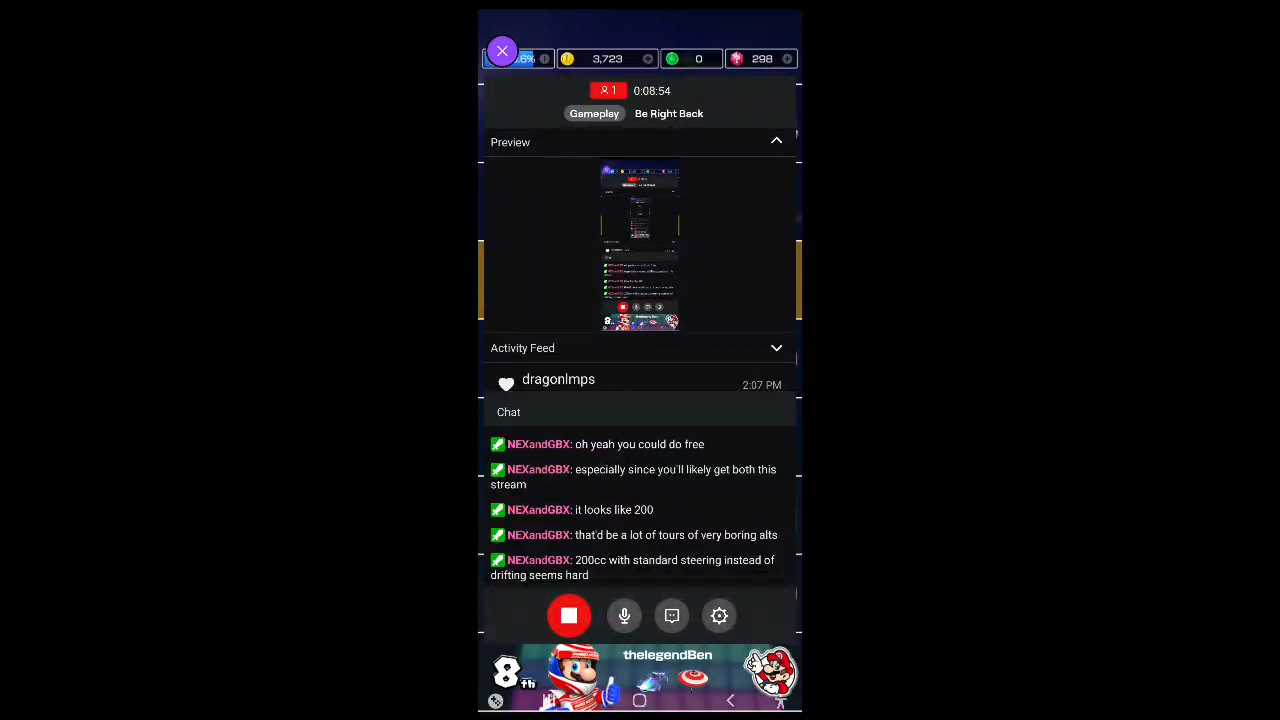 .6% 3,723 0 298
1 0:08:54
Gameplay Be Right Back
Preview
Activity Feed
dragonlmps 2:07 PM
Chat
NEXandGBX: oh yeah you could do free
NEXandGBX: especially since you'll likely get both this
stream
NEXandGBX: it looks like 200
NEXandGBX: that'd be a lot of tours of very boring alts
NEXandGBX: 200cc with standard steering instead of
drifting seems hard
thelegendBen
8th